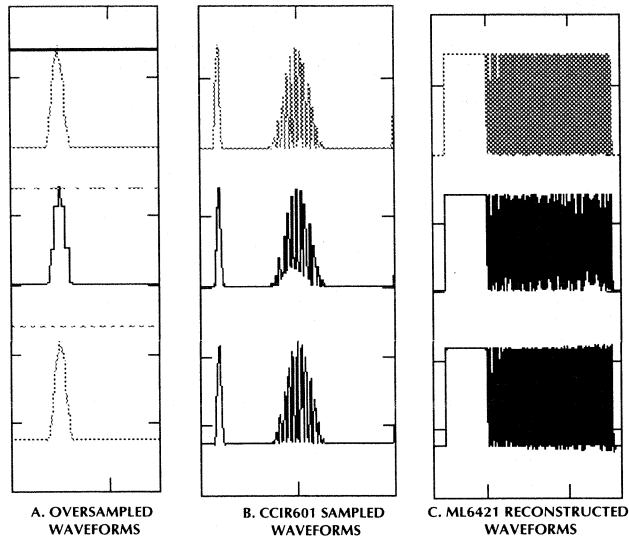 A. OVERSAMPLED
WAVEFORMS
B. CCIR601 SAMPLED
WAVEFORMS
C. ML6421 RECONSTRUCTED
WAVEFORMS